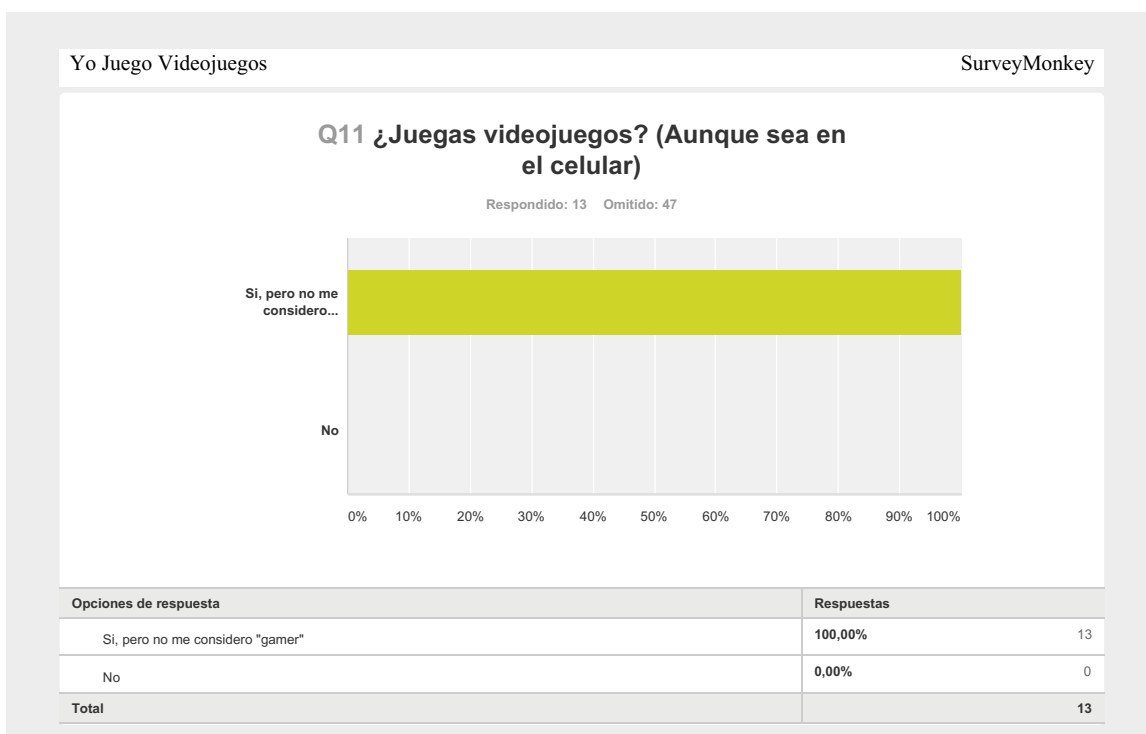 Yo Juego Videojuegos SurveyMonkey
Q11 ¿Juegas videojuegos? (Aunque sea en
el celular)
Respondido: 13 Omitido: 47
Si, pero no me
considero...
No
0% 10% 20% 30% 40% 50% 60% 70% 80% 90% 100%
Opciones de respuesta Respuestas
Si, pero no me considero "gamer" 100,00% 13
No 0,00% 0
Total 13